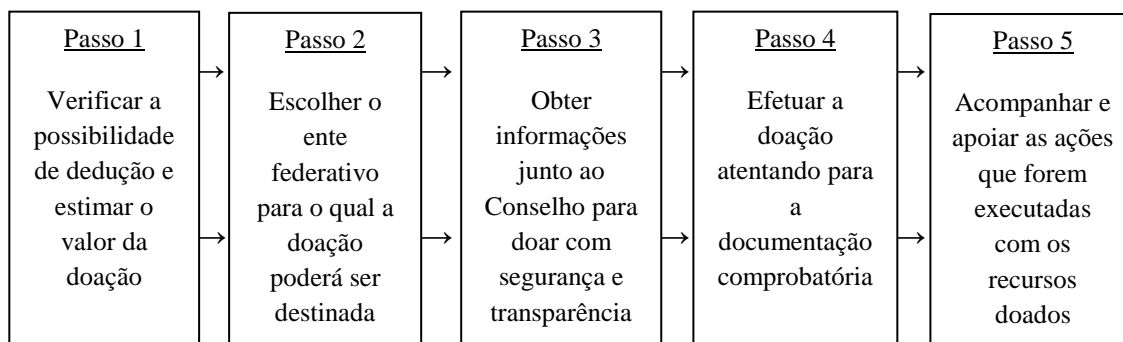 Passo 1
Verificar a
possibilidade
de dedução e
estimar o
valor da
doação
Passo 2
Escolher o
ente
federativo
para o qual a
doação
poderá ser
destinada
Passo 3
Obter
informações
junto ao
Conselho para
doar com
segurança e
transparência
Passo 4
Efetuar a
doação
atentando para
a
documentação
comprobatória
Passo 5
Acompanhar e
apoiar as ações
que forem
executadas
com os
recursos
doados